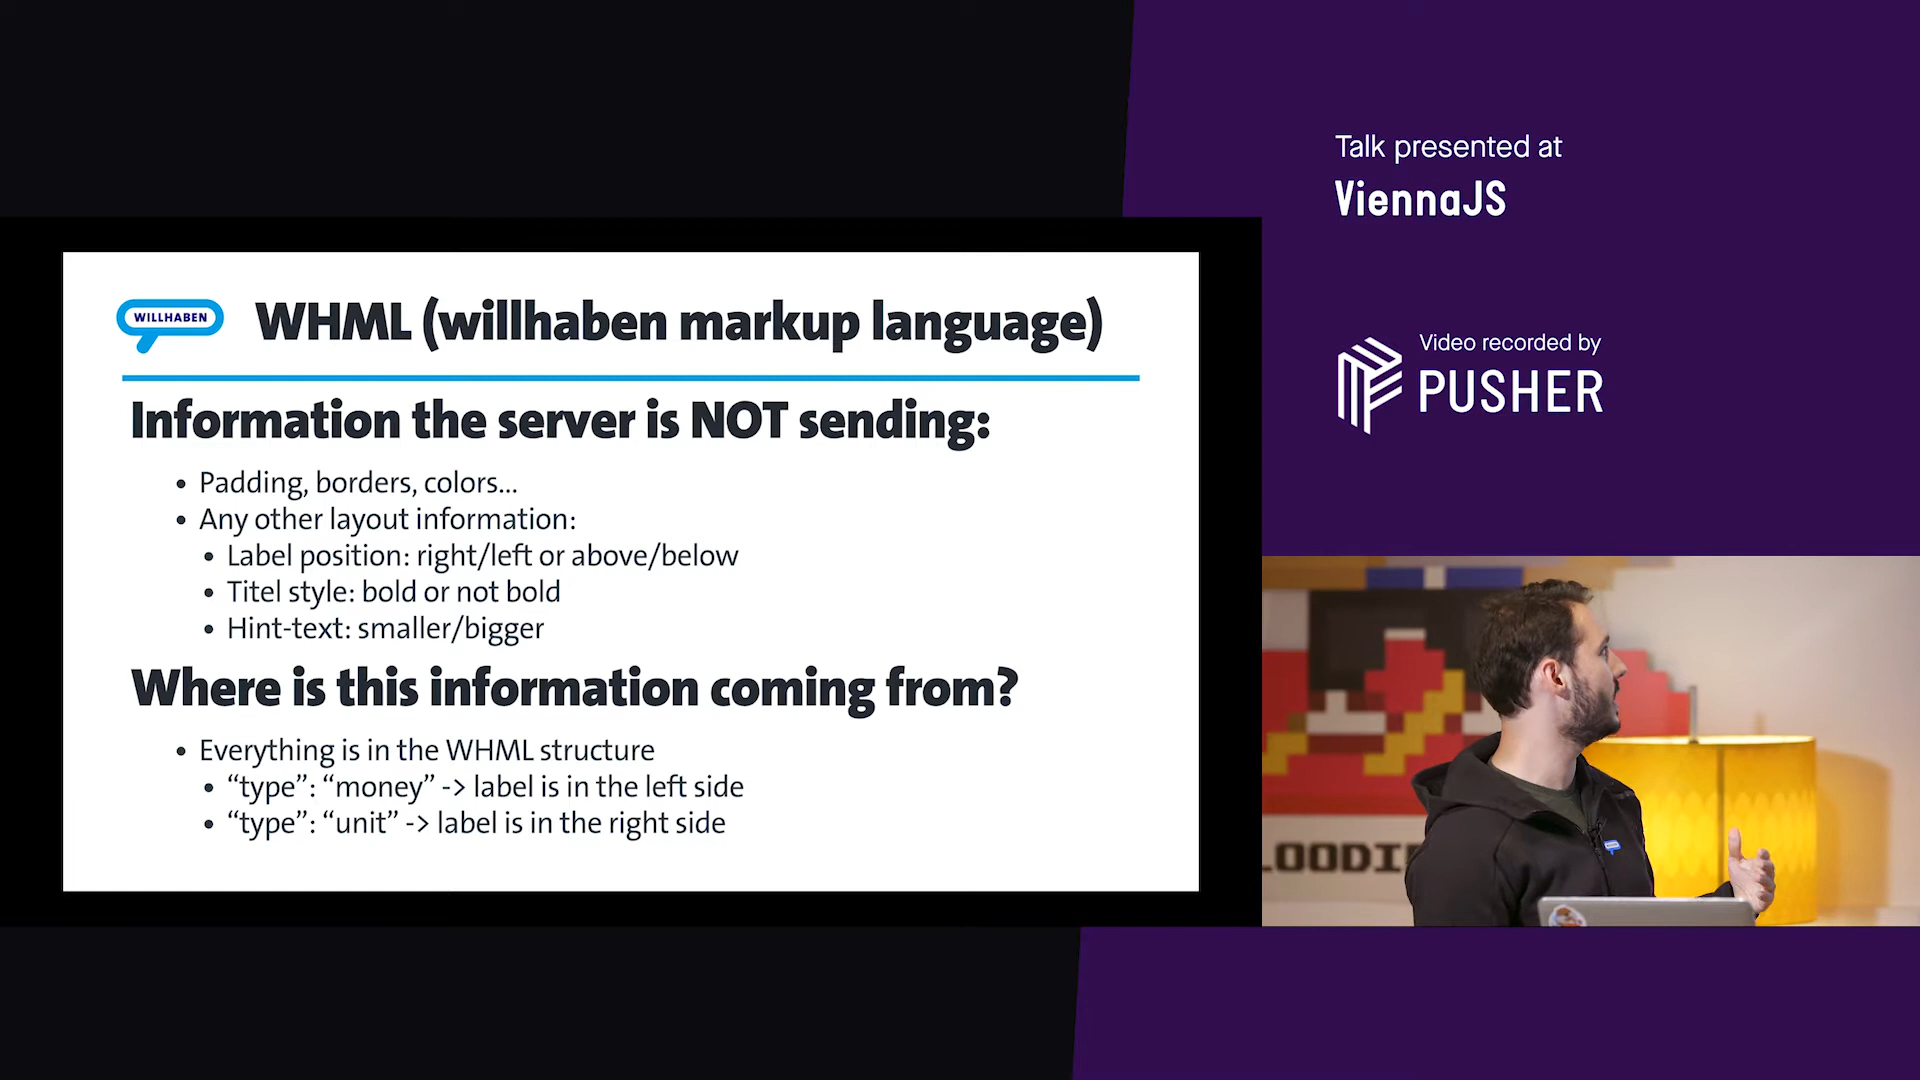 Talk presented at
ViennaJS
Video recorded by
PUSHER
WILLHABEN
WHML (willhaben markup language)
Information the server is NOT sending:
• Padding, borders, colors...
• Any other layout information:
• Label position: right/left or above/below
• Titel style: bold or not bold
• Hint-text: smaller/bigger
Where is this information coming from?
• Everything is in the WHML structure
• “type”: “money” -> label is in the left side
• “type”: “unit” -> label is in the right side